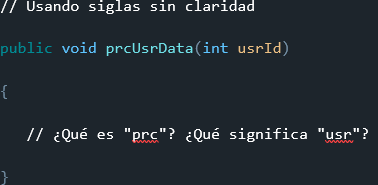 // Usando siglas sin claridad
public void prcUsrData(int usrId)
{
// ¿Qué es "prc"? ¿Qué significa "usr"?
}